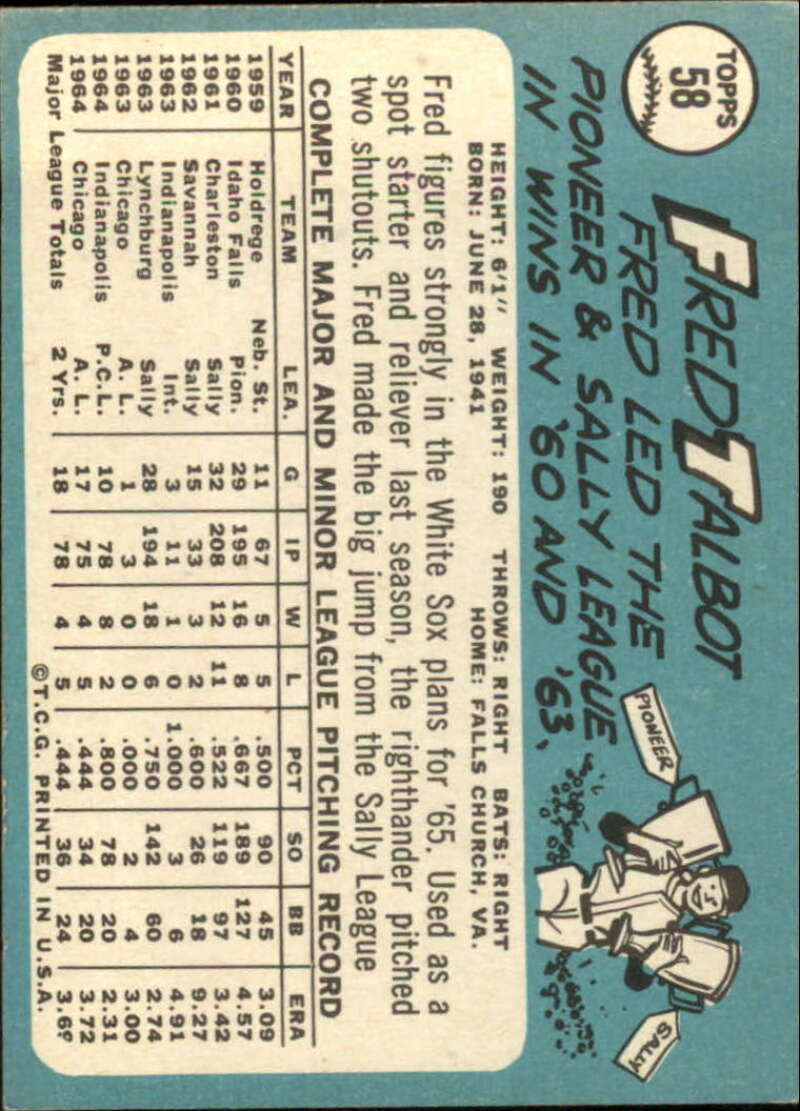 TOPPS
58
FRED TALBOT
FRED LED THE
PIONEER & SALLY LEAGUE
IN WINS IN '60 AND '63.
PIONEER
SALLY
HEIGHT: 6'1" WEIGHT: 190 THROWS: RIGHT BATS: RIGHT
BORN: JUNE 28, 1941 HOME: FALLS CHURCH, VA.
Fred figures strongly in the White Sox plans for '65. Used as a
spot starter and reliever last season, the righthander pitched
two shutouts. Fred made the big jump from the Sally League
COMPLETE MAJOR AND MINOR LEAGUE PITCHING RECORD
YEAR TEAM LEA. G IP W L PCT SO BB ERA
1959 Holdrege Neb. St. 11 67 5 5 .500 90 45 3.09
1960 Idaho Falls Pion. 29 195 16 8 .667 189 127 4.57
1961 Charleston Sally 32 208 12 11 .522 119 97 3.42
1962 Savannah Sally 15 33 3 2 .600 26 18 9.27
1963 Indianapolis Int. 3 11 1 0 1.000 3 6 4.91
1963 Lynchburg Sally 28 194 18 6 .750 142 60 2.74
1963 Chicago A. L. 1 3 0 0 .000 2 4 3.00
1964 Indianapolis P.C.L. 10 78 8 2 .800 78 20 2.31
1964 Chicago A. L. 17 75 4 5 .444 34 20 3.72
Major League Totals 2 Yrs. 18 78 4 5 .444 36 24 3.69
©T.C.G. PRINTED IN U.S.A.